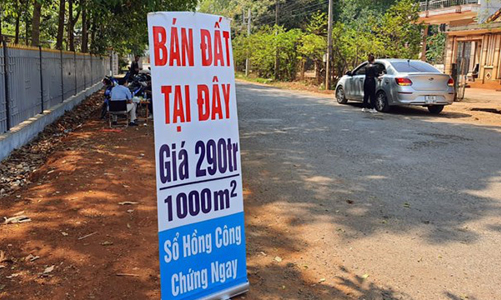 BÁN ĐẤT
TẠI ĐÂY
Giá 290tr
1000m²
Sổ Hồng Công
Chứng Ngay